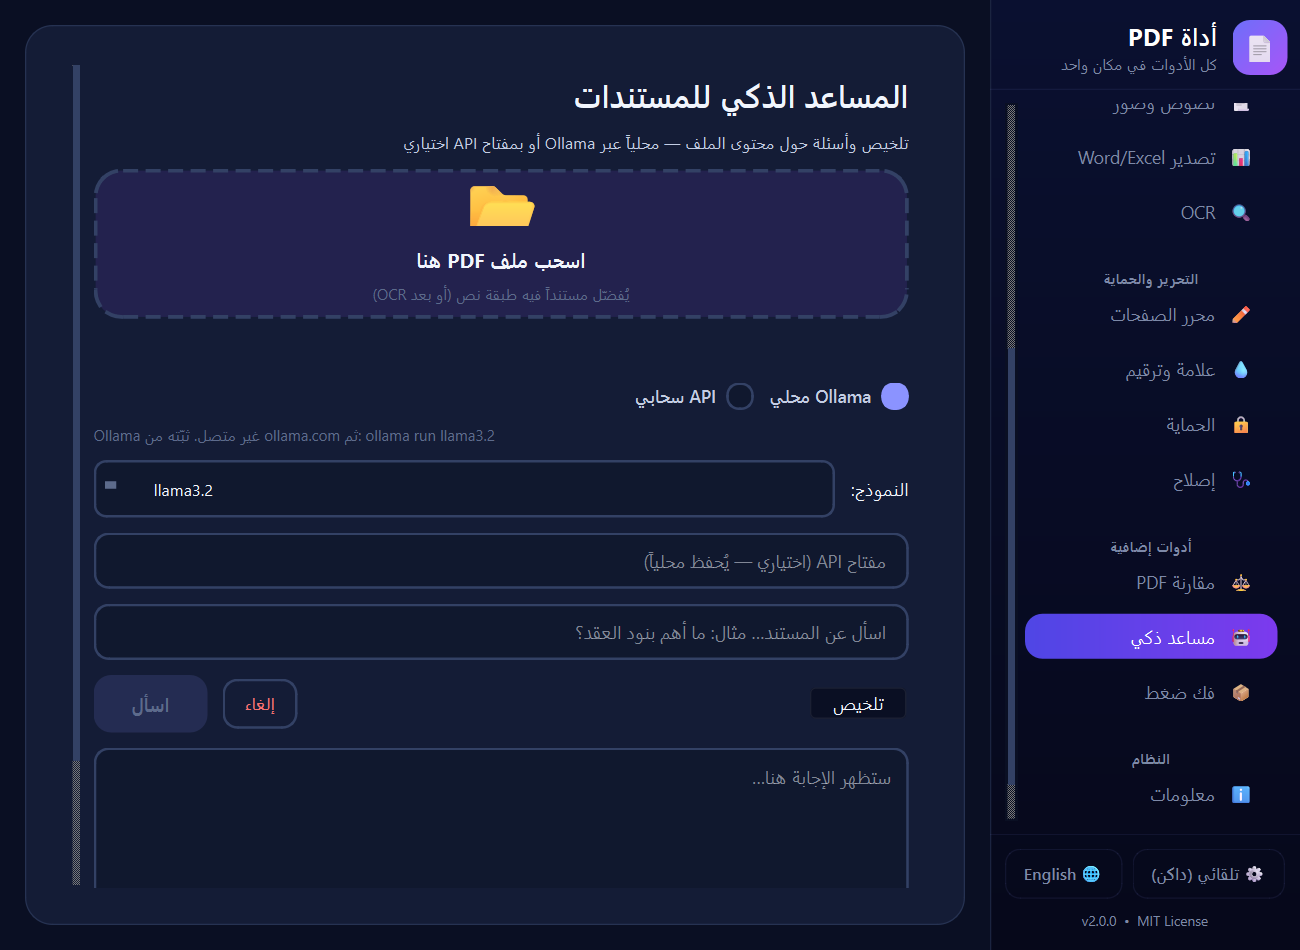 أداة PDF
كل الأدوات في مكان واحد
نصوص وصور
تصدير Word/Excel
OCR
التحرير والحماية
محرر الصفحات
علامة وترقيم
الحماية
إصلاح
أدوات إضافية
مقارنة PDF
مساعد ذكي
فك ضغط
النظام
معلومات
تلقائي (داكن)
English
v2.0.0 • MIT License
المساعد الذكي للمستندات
تلخيص وأسئلة حول محتوى الملف — محلياً عبر Ollama أو بمفتاح API اختياري
اسحب ملف PDF هنا
يُفضّل مستنداً فيه طبقة نص (أو بعد OCR)
Ollama محلي
API سحابي
Ollama غير متصل. ثبّته من ollama.com ثم: ollama run llama3.2
النموذج:
llama3.2
مفتاح API (اختياري — يُحفظ محلياً)
اسأل عن المستند... مثال: ما أهم بنود العقد؟
تلخيص
إلغاء
اسأل
ستظهر الإجابة هنا...